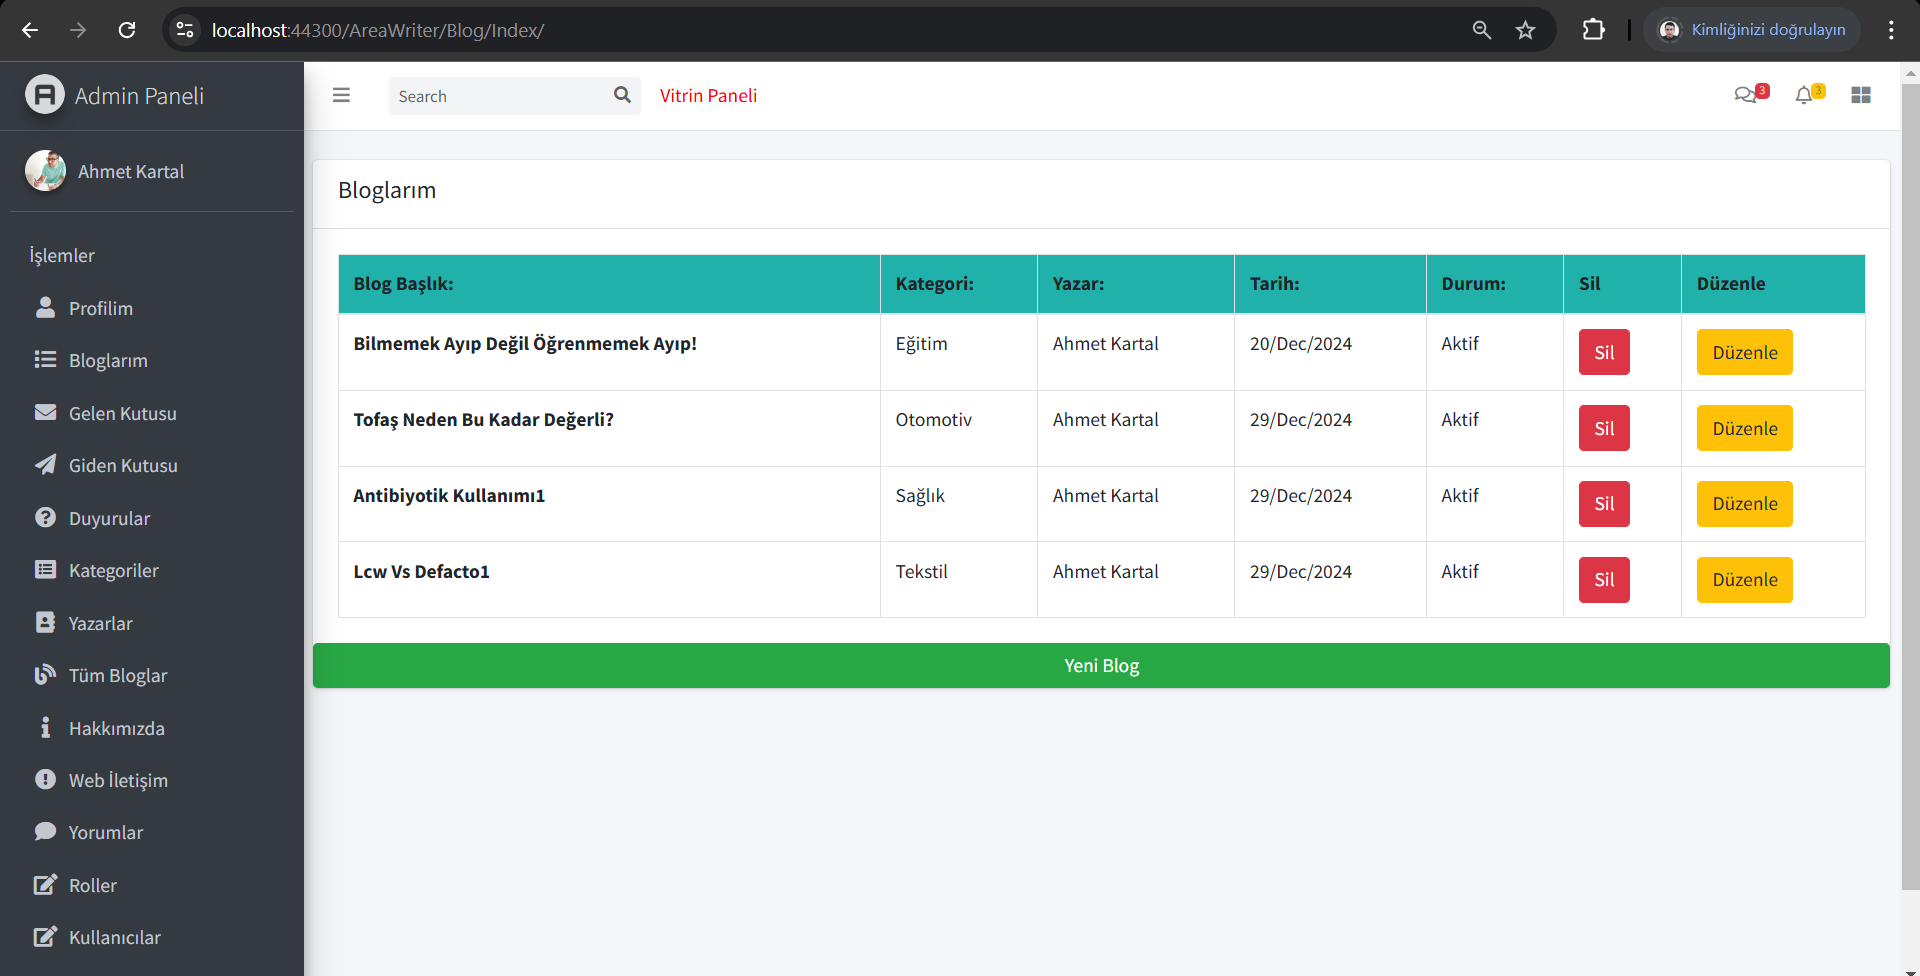 localhost:44300/AreaWriter/Blog/Index/
Kimliğinizi doğrulayın
Admin Paneli
Search
Vitrin Paneli
3
3
Ahmet Kartal
İşlemler
Profilim
Bloglarım
Gelen Kutusu
Giden Kutusu
Duyurular
Kategoriler
Yazarlar
Tüm Bloglar
Hakkımızda
Web İletişim
Yorumlar
Roller
Kullanıcılar
Bloglarım
Blog Başlık: Kategori: Yazar: Tarih: Durum: Sil Düzenle
Bilmemek Ayıp Değil Öğrenmemek Ayıp! Eğitim Ahmet Kartal 20/Dec/2024 Aktif Sil Düzenle
Tofaş Neden Bu Kadar Değerli? Otomotiv Ahmet Kartal 29/Dec/2024 Aktif Sil Düzenle
Antibiyotik Kullanımı1 Sağlık Ahmet Kartal 29/Dec/2024 Aktif Sil Düzenle
Lcw Vs Defacto1 Tekstil Ahmet Kartal 29/Dec/2024 Aktif Sil Düzenle
Yeni Blog